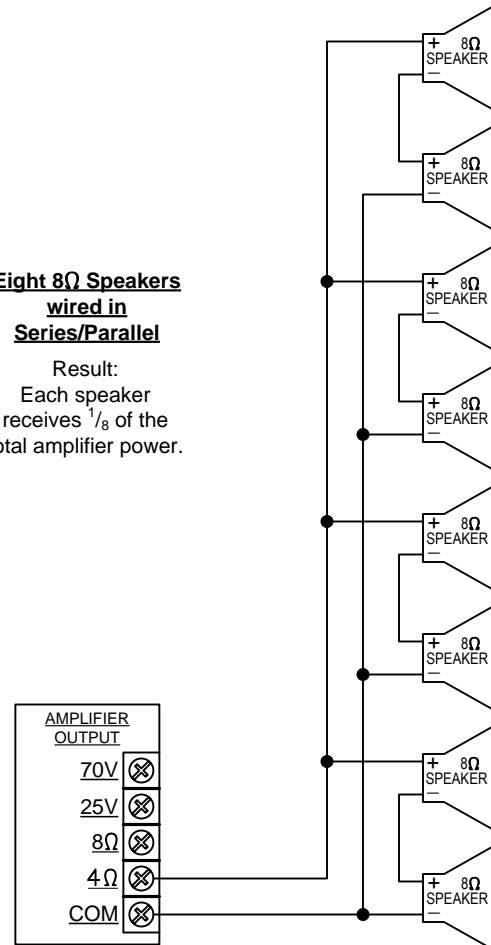 + 8Ω
SPEAKER
−
+ 8Ω
SPEAKER
−
Eight 8Ω Speakers
wired in
Series/Parallel
Result:
Each speaker
receives 1/8 of the
otal amplifier power.
+ 8Ω
SPEAKER
−
+ 8Ω
SPEAKER
−
+ 8Ω
SPEAKER
−
+ 8Ω
SPEAKER
−
AMPLIFIER
OUTPUT
70V
25V
8Ω
4Ω
COM
+ 8Ω
SPEAKER
−
+ 8Ω
SPEAKER
−